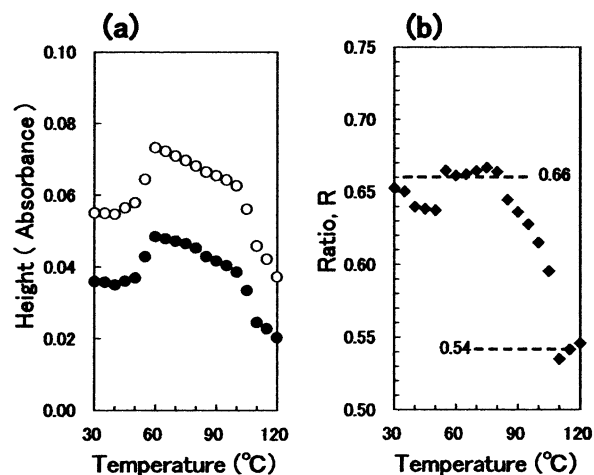 (a)
Height ( Absorbance )
0.10
0.08
0.06
0.04
0.02
0.00
30 60 90 120
Temperature (°C)
(b)
Ratio, R
0.75
0.70
0.65
0.60
0.55
0.50
0.66
0.54
30 60 90 120
Temperature (°C)